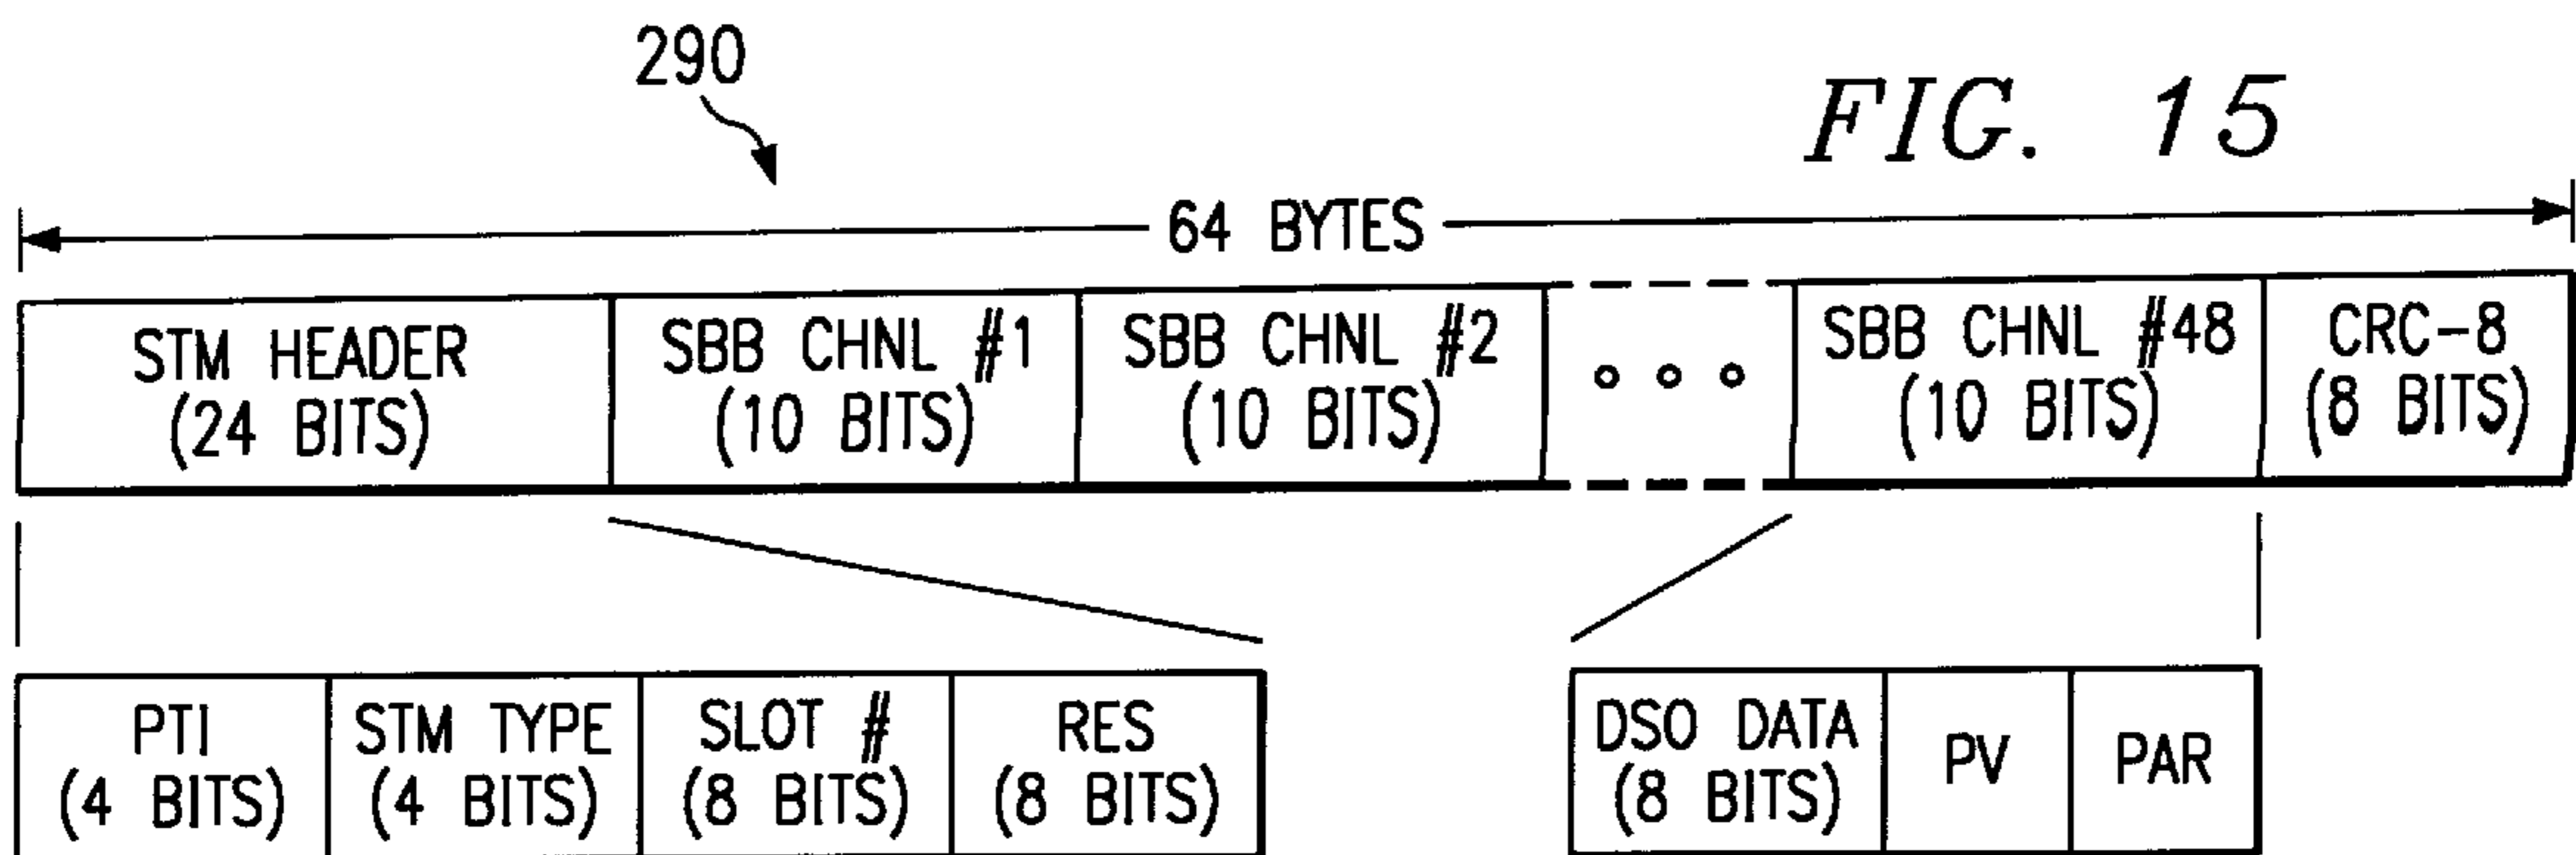 290
FIG. 15
64 BYTES
STM HEADER
(24 BITS)
SBB CHNL #1
(10 BITS)
SBB CHNL #2
(10 BITS)
SBB CHNL #48
(10 BITS)
CRC-8
(8 BITS)
PTI
(4 BITS)
STM TYPE
(4 BITS)
SLOT #
(8 BITS)
RES
(8 BITS)
DSO DATA
(8 BITS)
PV
PAR